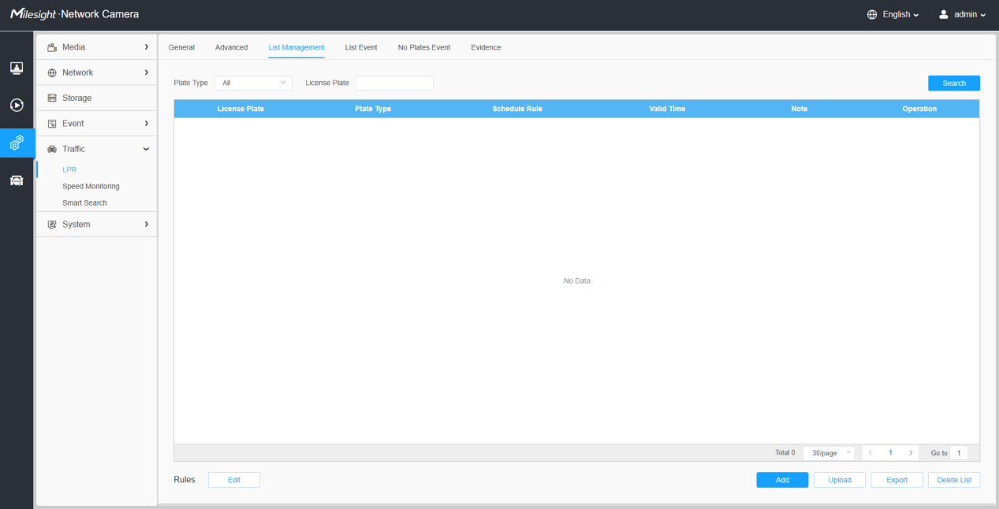 Milesight · Network Camera
English
admin
Media
Network
Storage
Event
Traffic
LPR
Speed Monitoring
Smart Search
System
General Advanced List Management List Event No Plates Event Evidence
Plate Type All License Plate Search
License Plate Plate Type Schedule Rule Valid Time Note Operation
No Data
Total 0 30/page 1 Go to 1
Rules Edit Add Upload Export Delete List